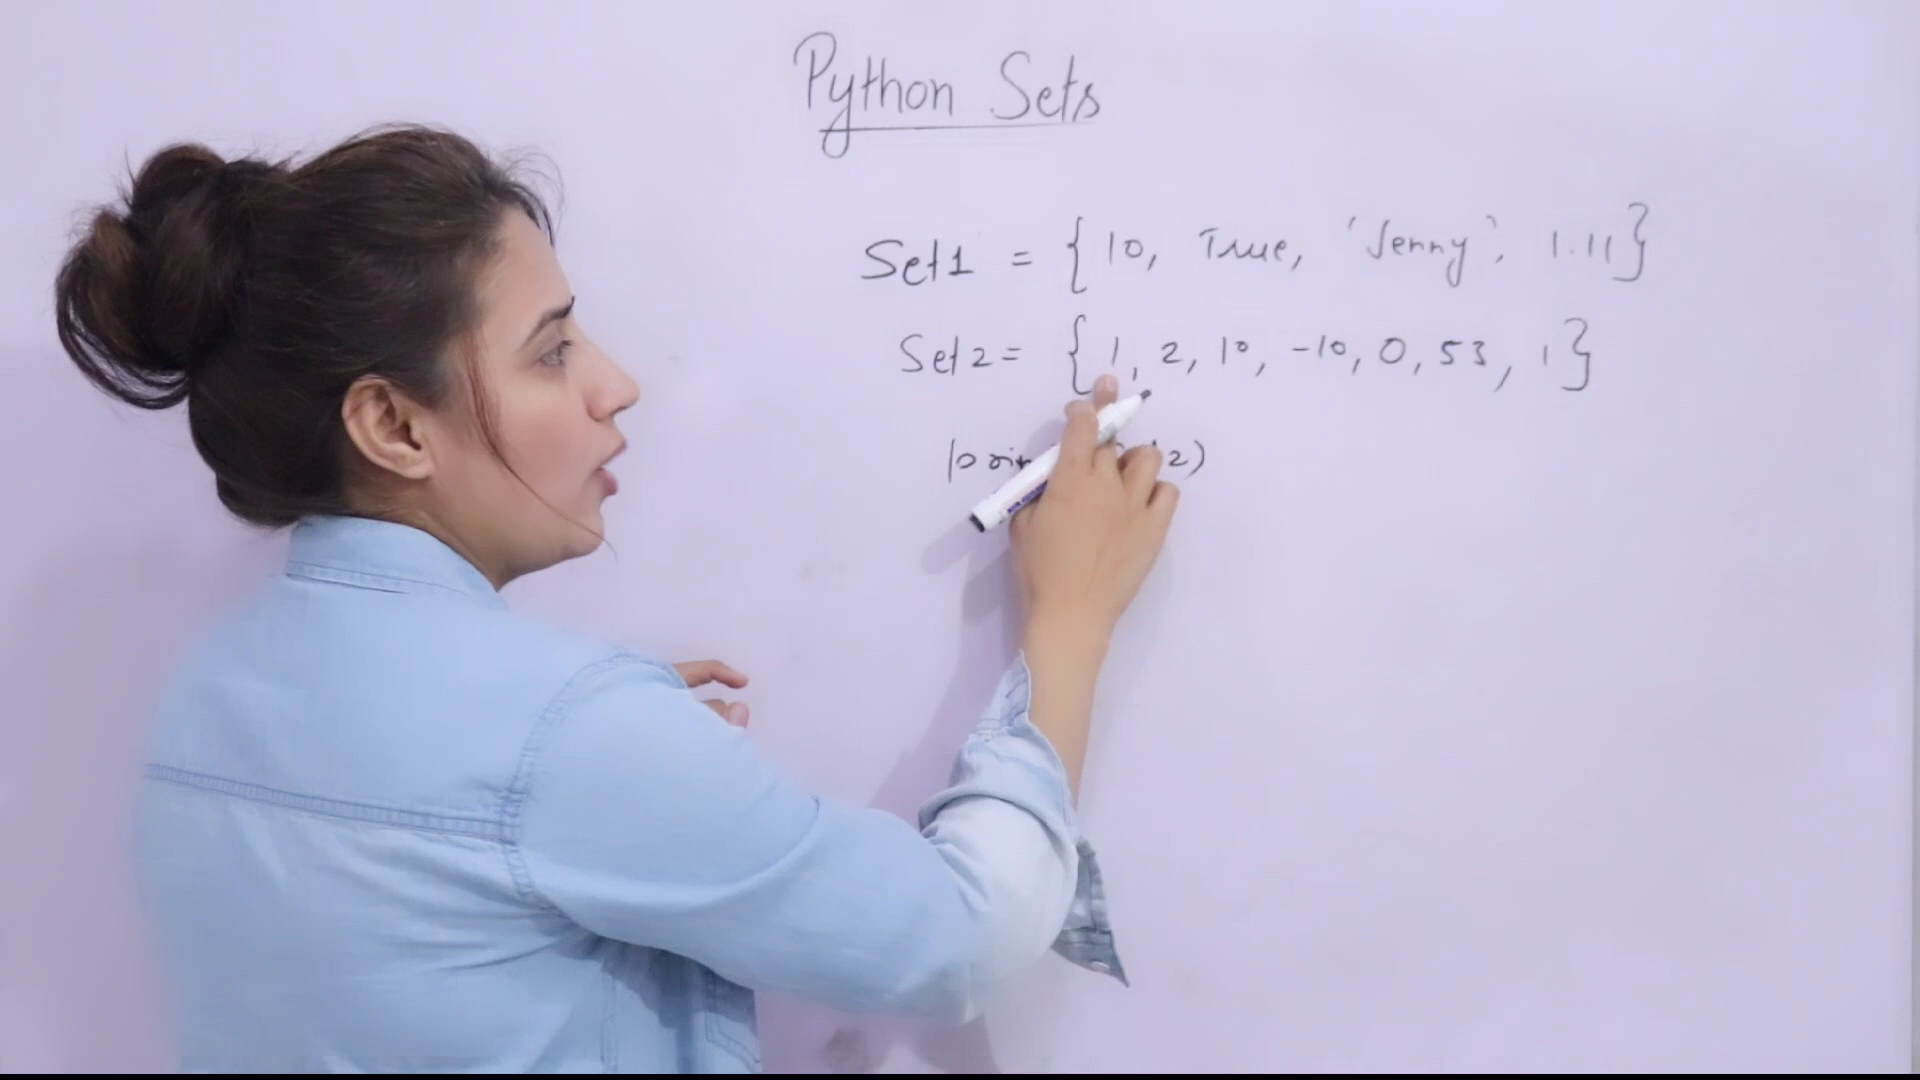 Python Sets
Set1 = {10, True, 'Jenny', 1.11}
Set2 = {1, 2, 10, -10, 0, 53, 1}